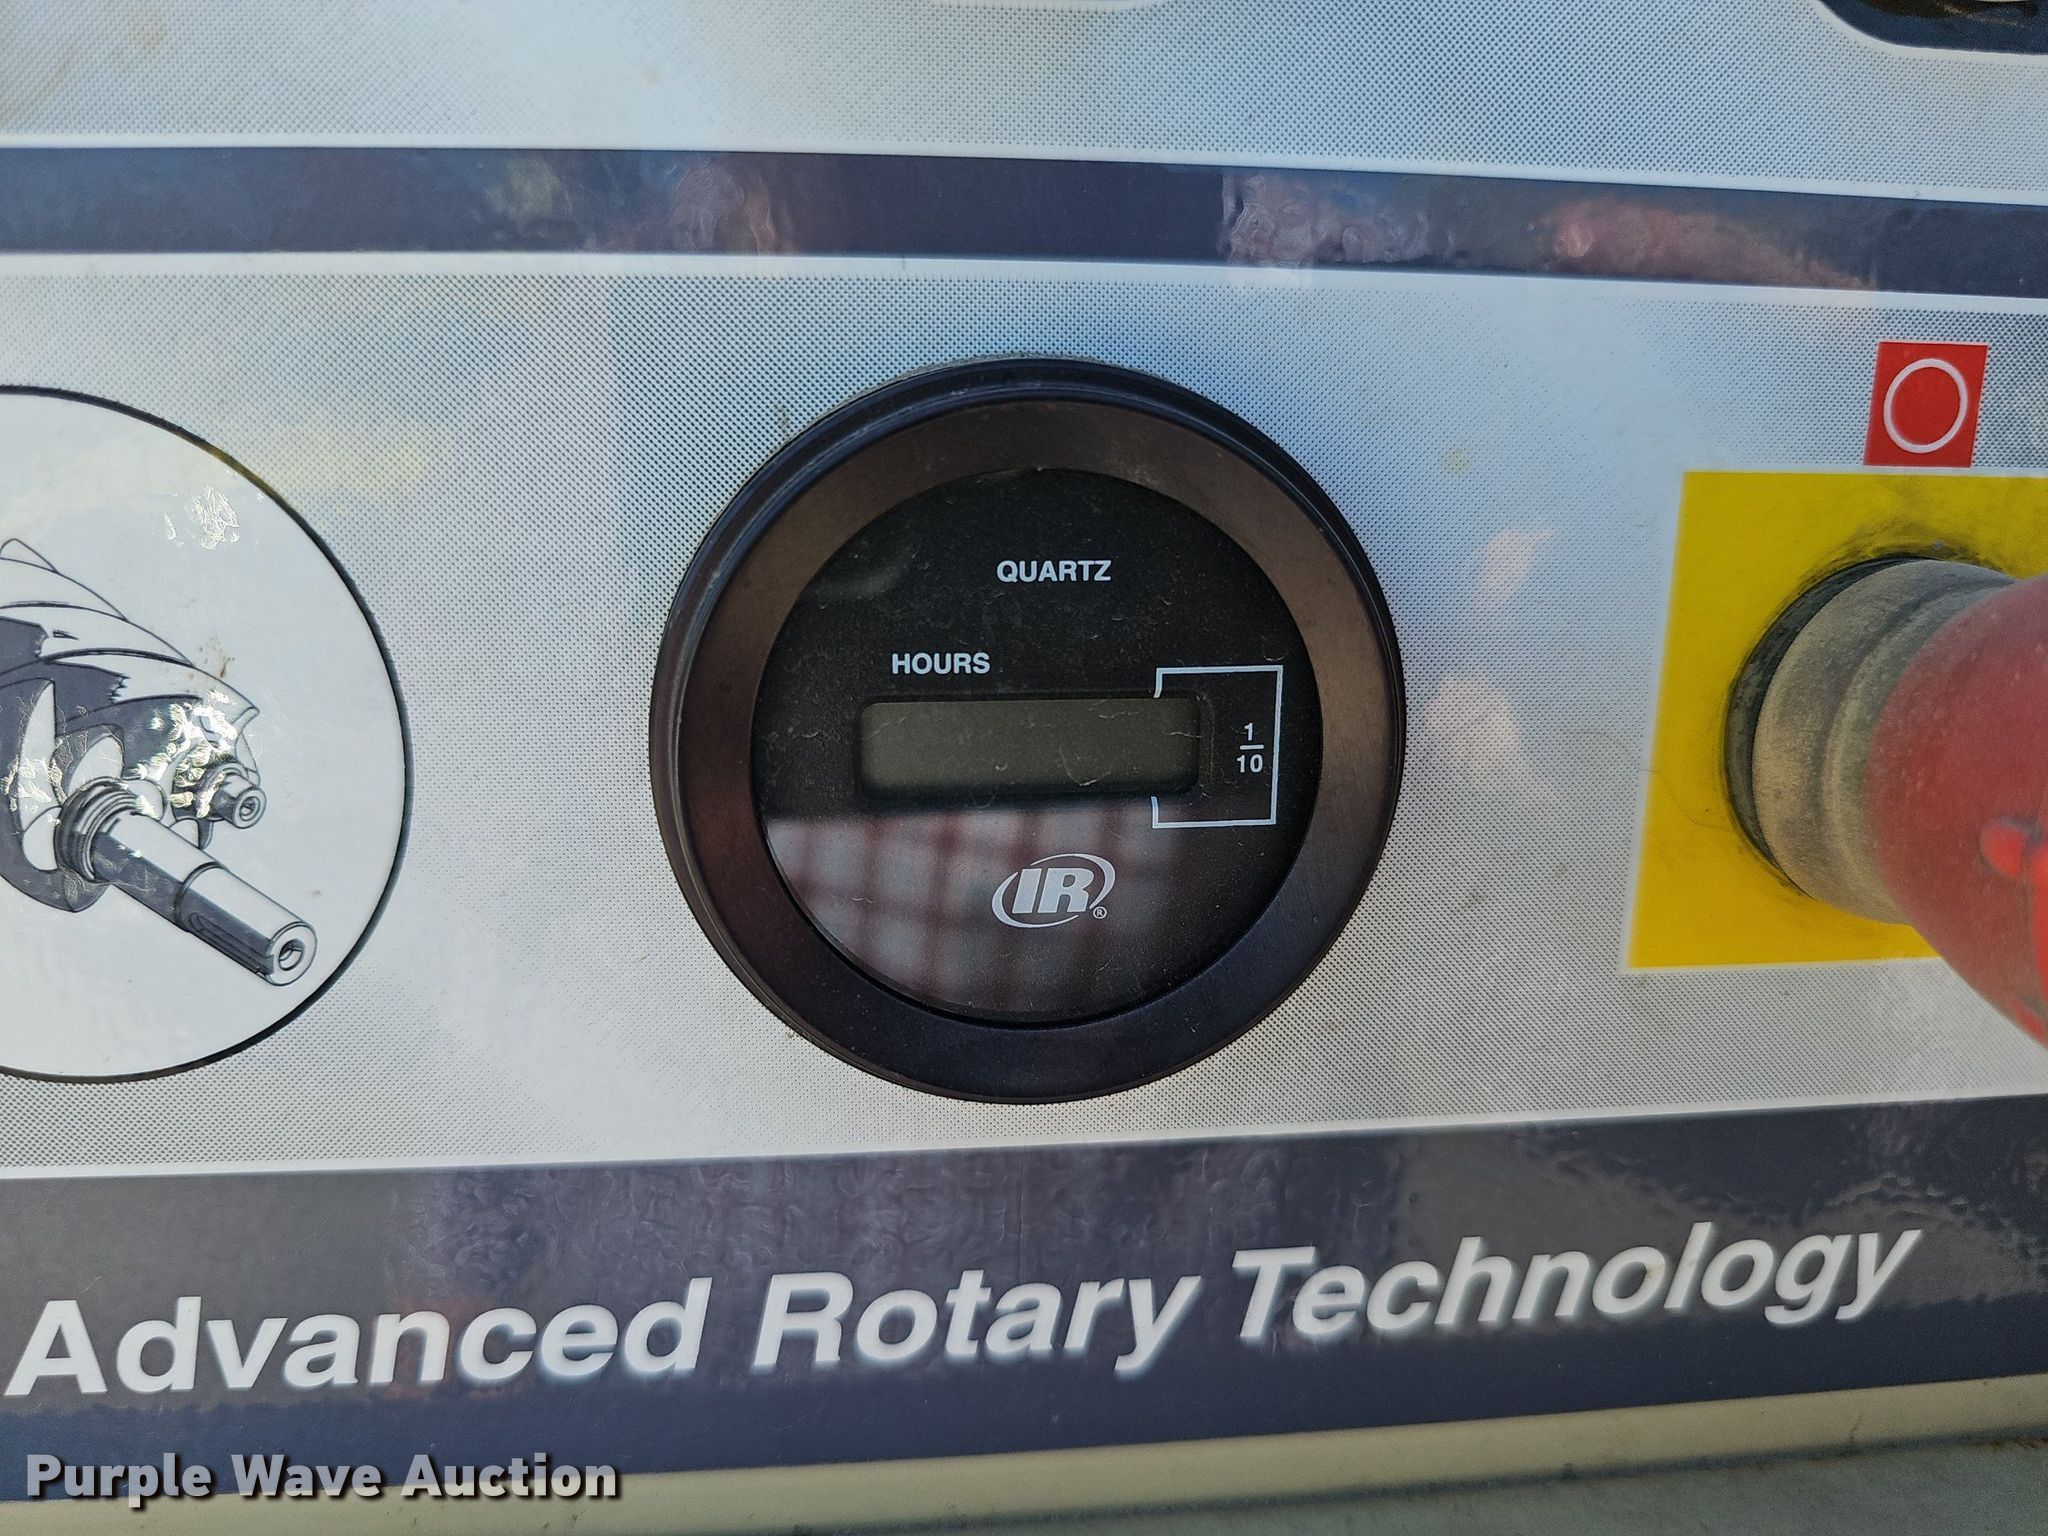 QUARTZ
HOURS
1
10
IR®
Advanced Rotary Technology
Purple Wave Auction